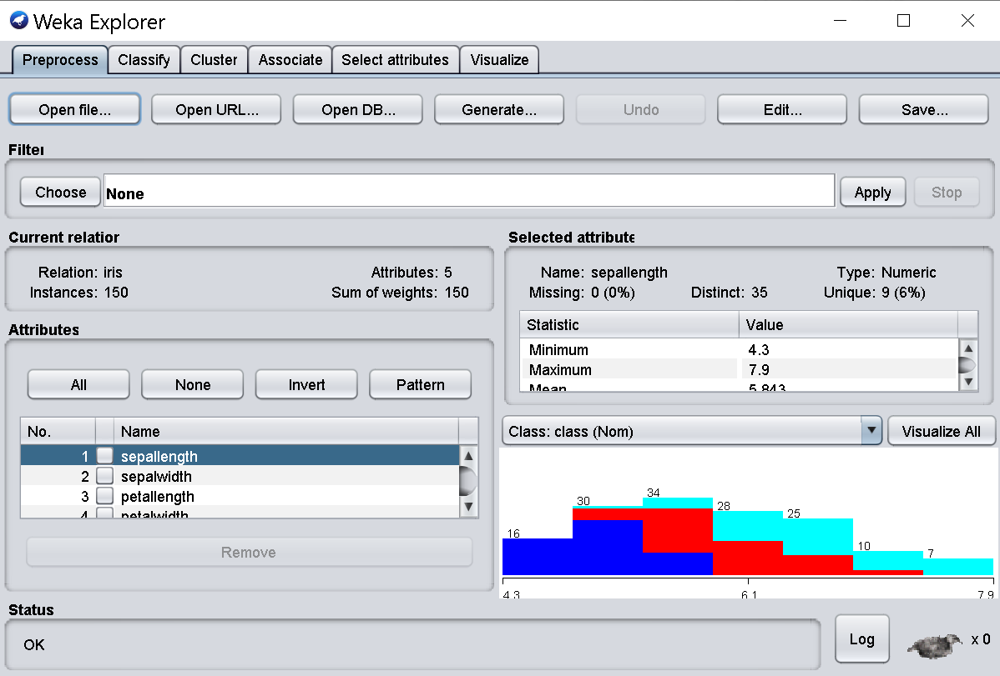 Weka Explorer
Preprocess Classify Cluster Associate Select attributes Visualize
Open file... Open URL... Open DB... Generate... Undo Edit... Save...
Filter
Choose None Apply Stop
Current relation
Relation: iris Attributes: 5
Instances: 150 Sum of weights: 150
Attributes
All None Invert Pattern
No. Name
1 sepallength
2 sepalwidth
3 petallength
4 petalwidth
Remove
Selected attribute
Name: sepallength Type: Numeric
Missing: 0 (0%) Distinct: 35 Unique: 9 (6%)
Statistic Value
Minimum 4.3
Maximum 7.9
Mean 5.843
Class: class (Nom) Visualize All
16 30 34 28 25 10 7
4.3 6.1 7.9
Status
OK Log x 0